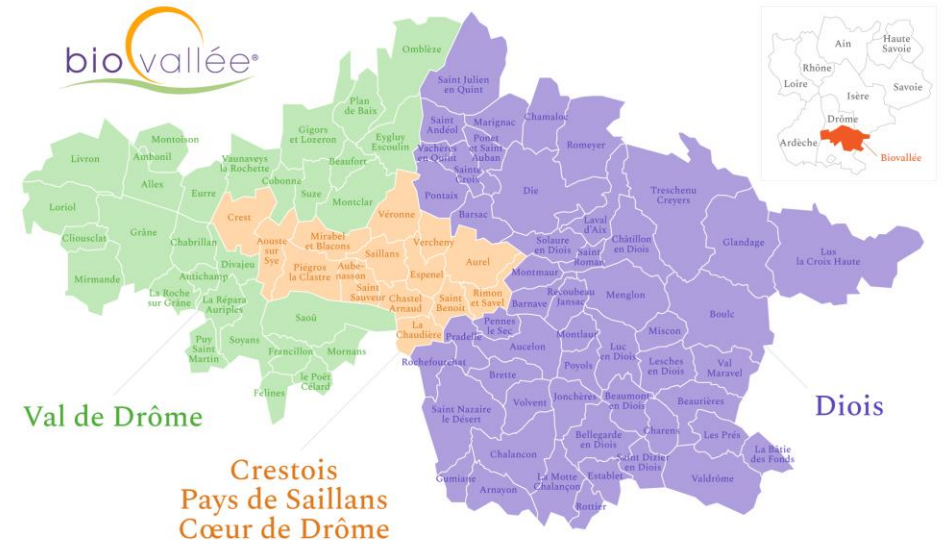 biovallée®
Ain
Haute
Savoie
Rhône
Loire
Isère
Savoie
Drôme
Ardèche
Biovallée
Omblèze
Plan
de Baix
Gigors
et Lozeron
Eygluy
Escoulin
Montoison
Livron
Ambonil
Vaunaveys
la Rochette
Beaufort
Allex
Eurre
Cobonne
Suze
Montclar
Loriol
Grâne
Cliousclat
Chabrillan
Mirmande
Divajeu
Autichamp
La Roche
sur Grâne
La Répara
Auriples
Saoû
Puy
Saint
Martin
Soyans
Francillon
Mornans
le Poët
Célard
Felines
Crest
Véronne
Aouste
sur
Sye
Mirabel
et Blacons
Saillans
Vercheny
Aurel
Piégros
la Clastre
Aube-
nasson
Espenel
Saint
Sauveur
Chastel
Arnaud
Saint
Benoit
Rimon
et Savel
La
Chaudière
Saint Julien
en Quint
Saint
Andéol
Marignac
Chamaloc
Vachères
en Quint
Ponet
et Saint
Auban
Romeyer
Sainte
Croix
Pontaix
Die
Treschenu
Creyers
Barsac
Laval
d'Aix
Solaure
en Diois
Saint
Roman
Châtillon
en Diois
Glandage
Lus
la Croix Haute
Montmaur
Barnave
Recoubeau
Jansac
Menglon
Boulc
Pennes
le Sec
Pradelle
Montlaur
Miscon
Rochefourchat
Aucelon
Luc
en Diois
Poyols
Lesches
en Diois
Val
Maravel
Brette
Saint Nazaire
le Désert
Volvent
Jonchères
Beaumont
en Diois
Beaurières
Bellegarde
en Diois
Charens
Les Prés
La Bâtie
des Fonds
Chalancon
Saint Dizier
en Diois
Gumiane
Arnayon
La Motte
Chalançon
Establet
Valdrôme
Rottier
Val de Drôme
Diois
Crestois
Pays de Saillans
Cœur de Drôme